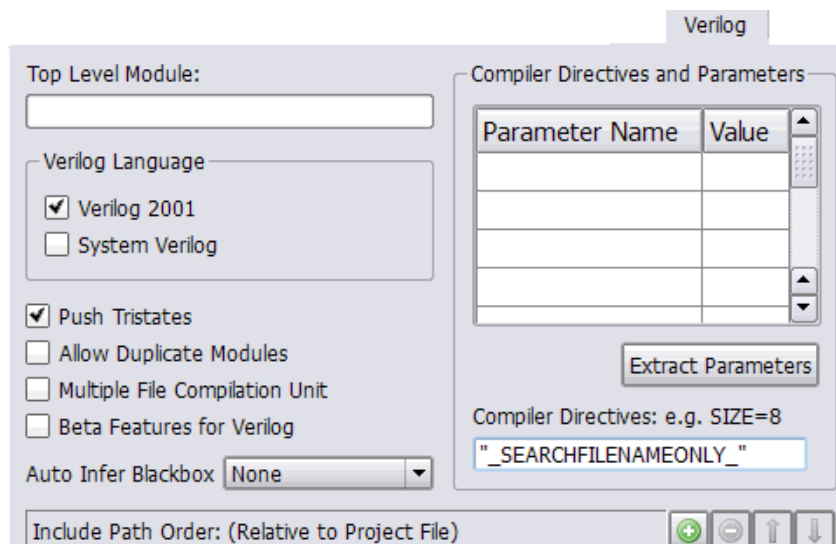 Verilog
Top Level Module:
Verilog Language
Verilog 2001
System Verilog
Push Tristates
Allow Duplicate Modules
Multiple File Compilation Unit
Beta Features for Verilog
Auto Infer Blackbox None
Compiler Directives and Parameters
Parameter Name Value
Extract Parameters
Compiler Directives: e.g. SIZE=8
"_SEARCHFILENAMEONLY_"
Include Path Order: (Relative to Project File)